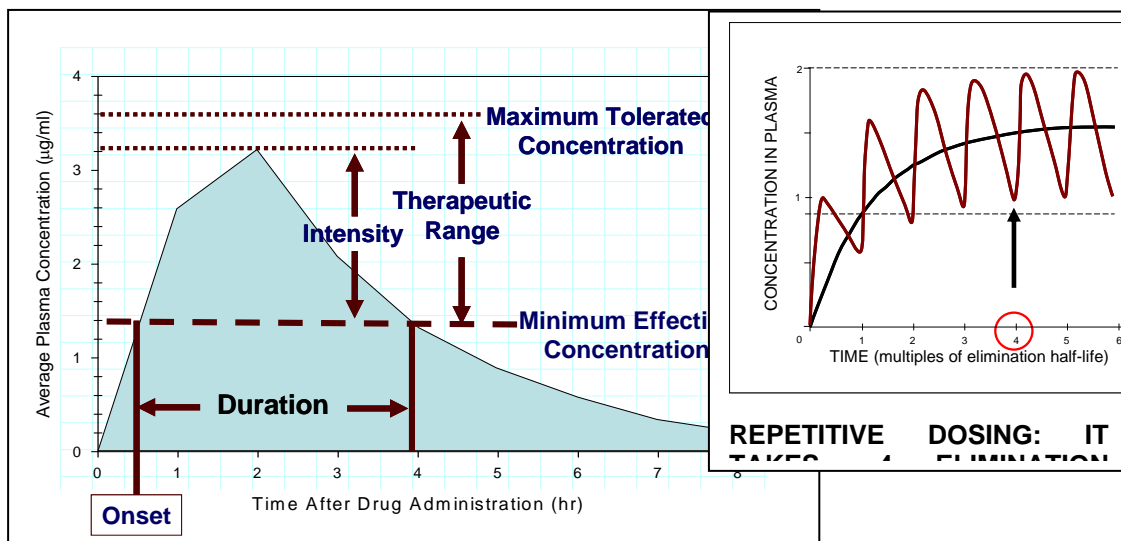 4
3
2
1
0
Average Plasma Concentration (µg/ml)
Maximum Tolerated
Concentration
Therapeutic
Range
Intensity
Minimum Effecti
Concentration
Duration
0 1 2 3 4 5 6 7 8
Time After Drug Administration (hr)
Onset
2
1
0
CONCENTRATION IN PLASMA
0 1 2 3 4 5 6
TIME (multiples of elimination half-life)
REPETITIVE DOSING: IT
TAKES 4 ELIMINATION